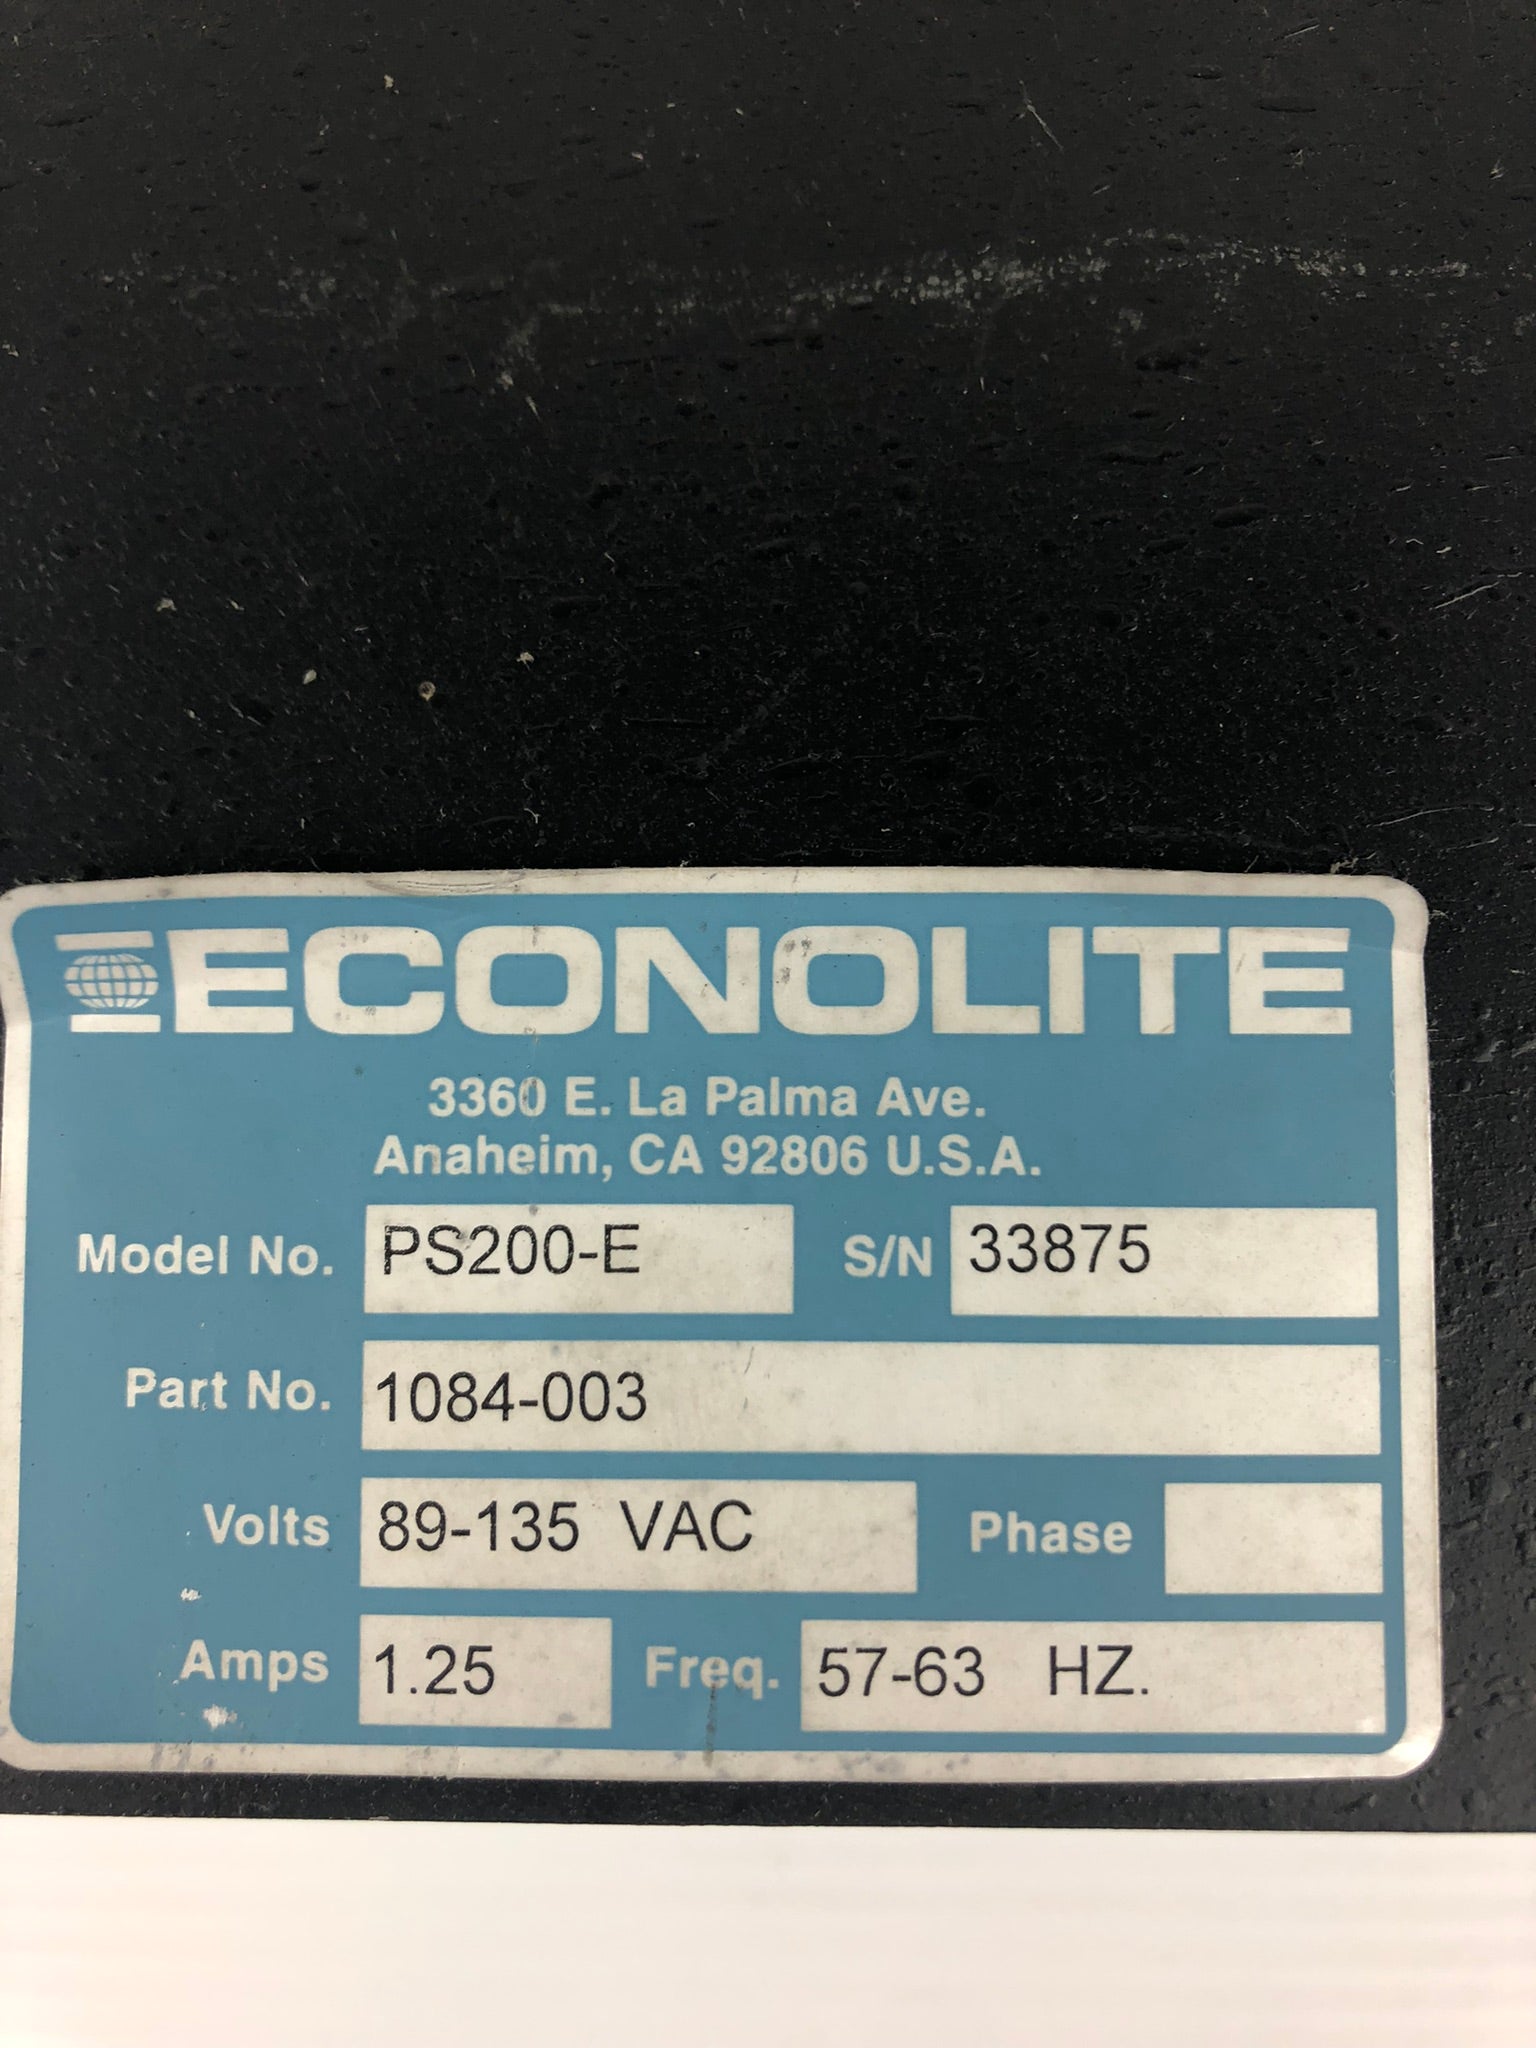 ECONOLITE
3360 E. La Palma Ave.
Anaheim, CA 92806 U.S.A.
Model No. PS200-E S/N 33875
Part No. 1084-003
Volts 89-135 VAC Phase
Amps 1.25 Freq. 57-63 HZ.